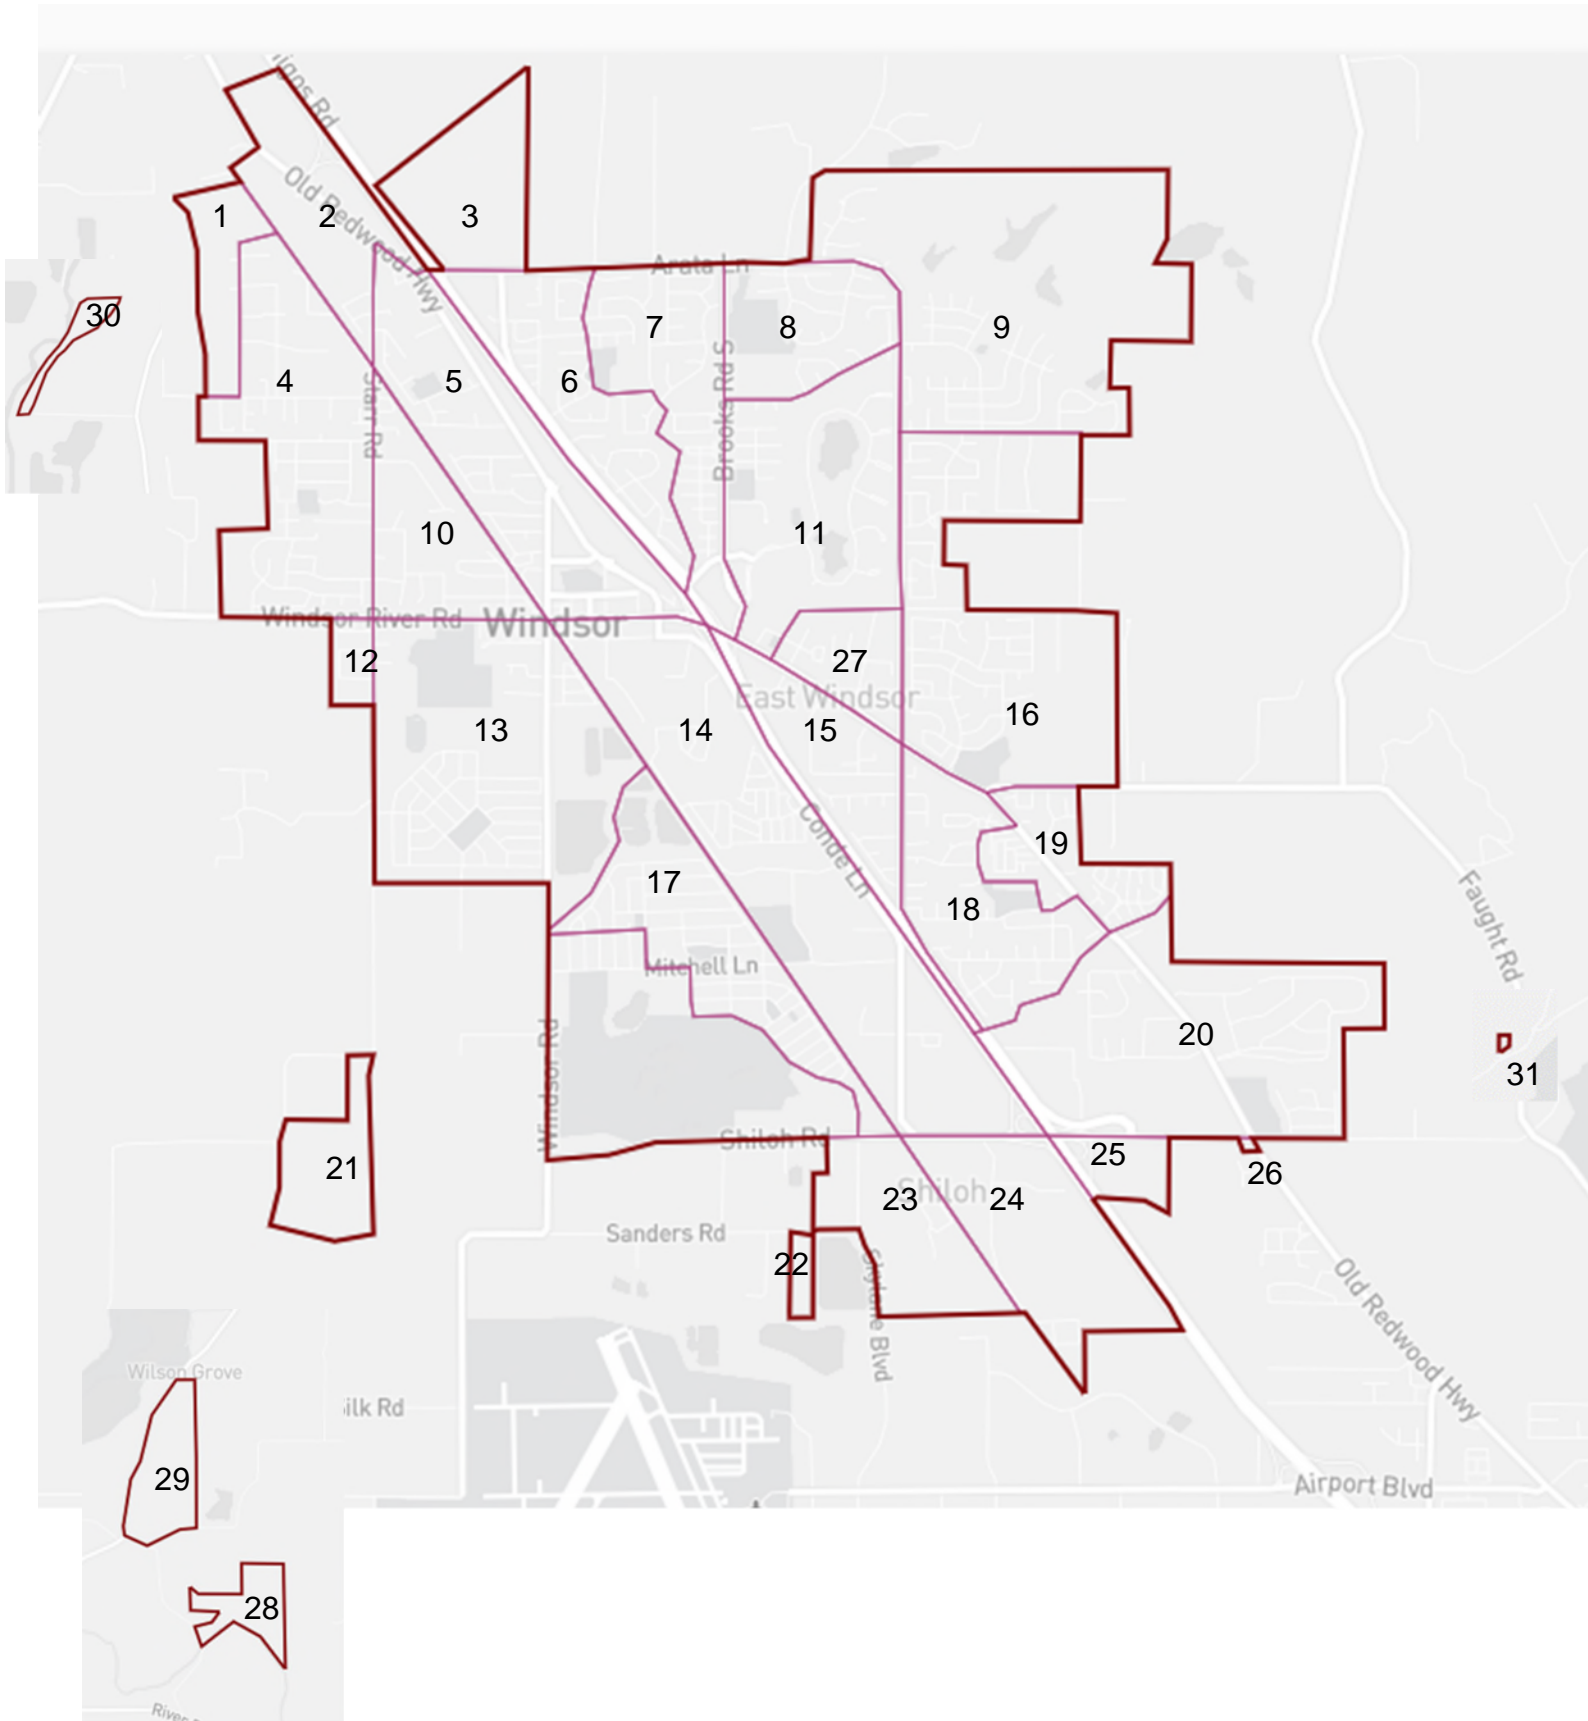 Old Redwood Hwy
1
2
3
30
Arata Ln
7
8
9
4
Starr Rd
5
6
Brooks Rd S
10
11
Windsor River Rd
Windsor
12
27
East Windsor
13
14
15
16
Conde Ln
19
17
18
Faught Rd
Mitchell Ln
20
31
Windsor Rd
Shiloh Rd
25
26
21
23
Shiloh
24
Sanders Rd
22
Skylane Blvd
Old Redwood Hwy
Wilson Grove
ilk Rd
29
Airport Blvd
28
River